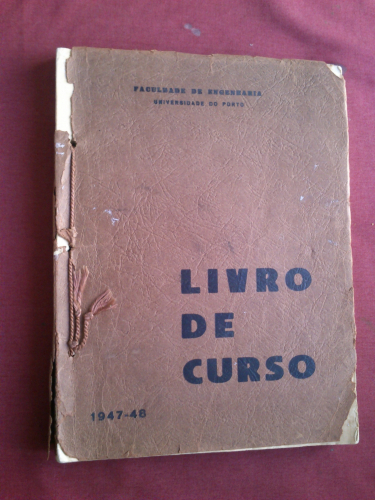 FACULDADE DE ENGENHARIA
UNIVERSIDADE DO PORTO
LIVRO
DE
CURSO
1947-48